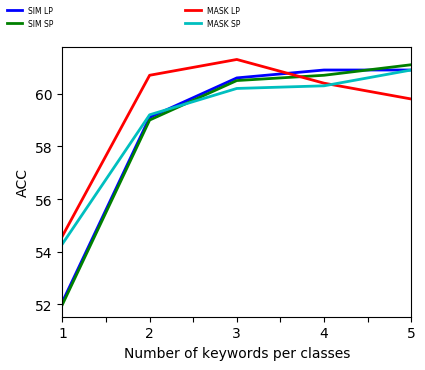 SIM LP
SIM SP
MASK LP
MASK SP
60
58
56
54
52
ACC
1 2 3 4 5
Number of keywords per classes